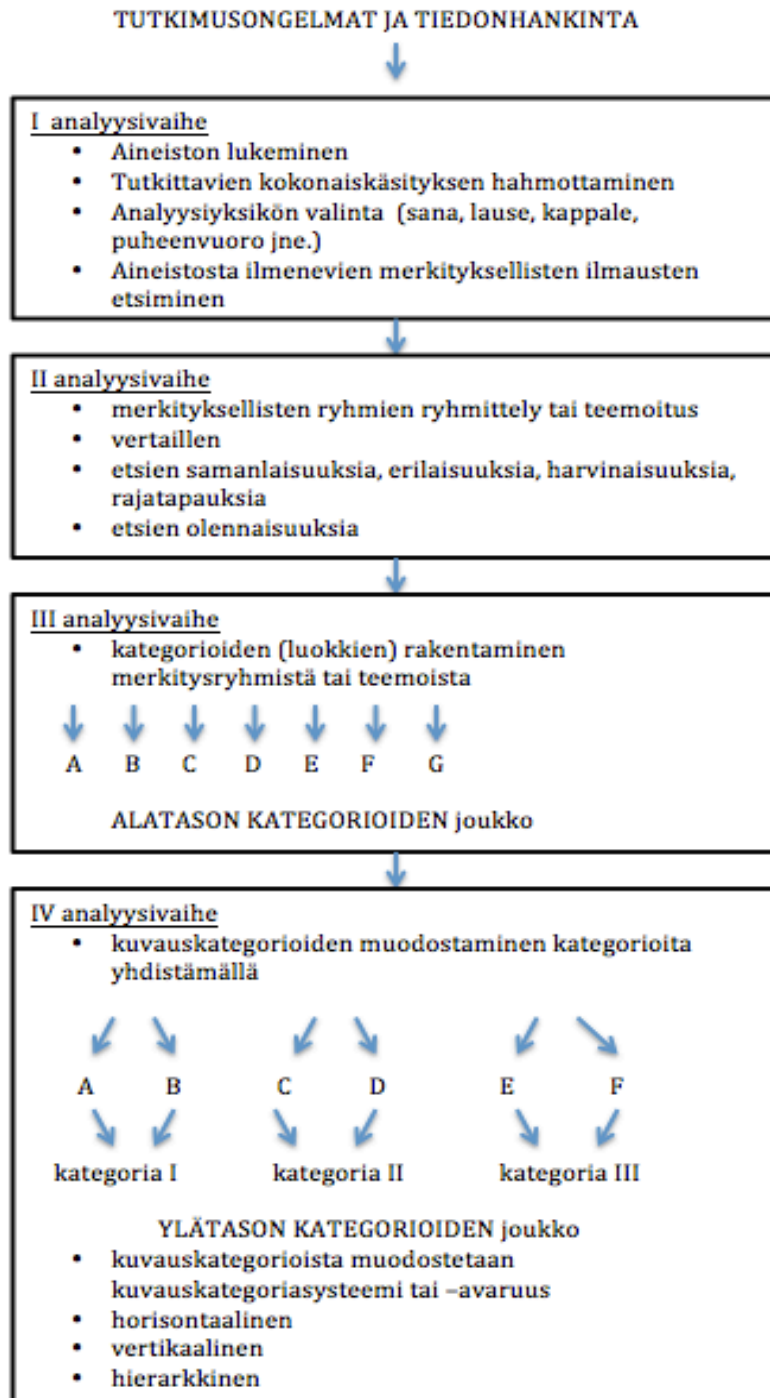 TUTKIMUSONGELMAT JA TIEDONHANKINTA
I analyysivaihe
• Aineiston lukeminen
• Tutkittavien kokonaiskäsityksen hahmottaminen
• Analyysiyksikön valinta (sana, lause, kappale,
puheenvuoro jne.)
• Aineistosta ilmenevien merkityksellisten ilmausten
etsiminen
II analyysivaihe
• merkityksellisten ryhmien ryhmittely tai teemoitus
• vertaillen
• etsien samanlaisuuksia, erilaisuuksia, harvinaisuuksia,
rajatapauksia
• etsien olennaisuuksia
III analyysivaihe
• kategorioiden (luokkien) rakentaminen
merkitysryhmistä tai teemoista
A B C D E F G
ALATASON KATEGORIOIDEN joukko
IV analyysivaihe
• kuvauskategorioiden muodostaminen kategorioita
yhdistämällä
A B C D E F
kategoria I kategoria II kategoria III
YLÄTASON KATEGORIOIDEN joukko
• kuvauskategorioista muodostetaan
kuvauskategoriasysteemi tai –avaruus
• horisontaalinen
• vertikaalinen
• hierarkkinen